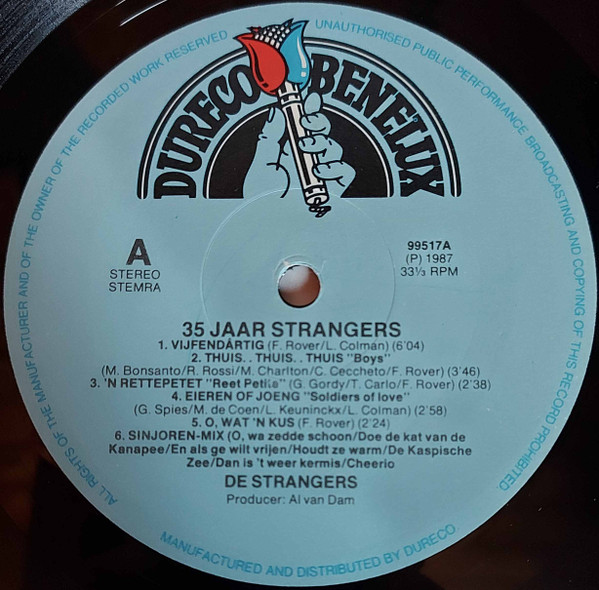 ALL RIGHTS OF THE MANUFACTURER AND OF THE OWNER OF THE RECORDED WORK RESERVED
UNAUTHORISED PUBLIC PERFORMANCE BROADCASTING AND COPYING OF THIS RECORD PROHIBITED
DURECO BENELUX
A
STEREO
STEMRA
99517A
(P) 1987
33⅓ RPM
35 JAAR STRANGERS
1. VIJFENDÁRTIG (F. Rover/L. Colman) (6'04)
2. THUIS. . THUIS. . THUIS "Boys"
(M. Bonsanto/R. Rossi/M. Charlton/C. Ceccheto/F. Rover) (3'46)
3. 'N RETTEPETET "Reet Petite" (G. Gordy/T. Carlo/F. Rover) (2'38)
4. EIEREN OF JOENG "Soldiers of love"
(G. Spies/M. de Coen/L. Keuninckx/L. Colman) (2'58)
5. O, WAT 'N KUS (F. Rover) (2'24)
6. SINJOREN-MIX (O, wa zedde schoon/Doe de kat van de
Kanapee/En als ge wilt vrijen/Houdt ze warm/De Kaspische
Zee/Dan is 't weer kermis/Cheerio
DE STRANGERS
Producer: Al van Dam
MANUFACTURED AND DISTRIBUTED BY DURECO